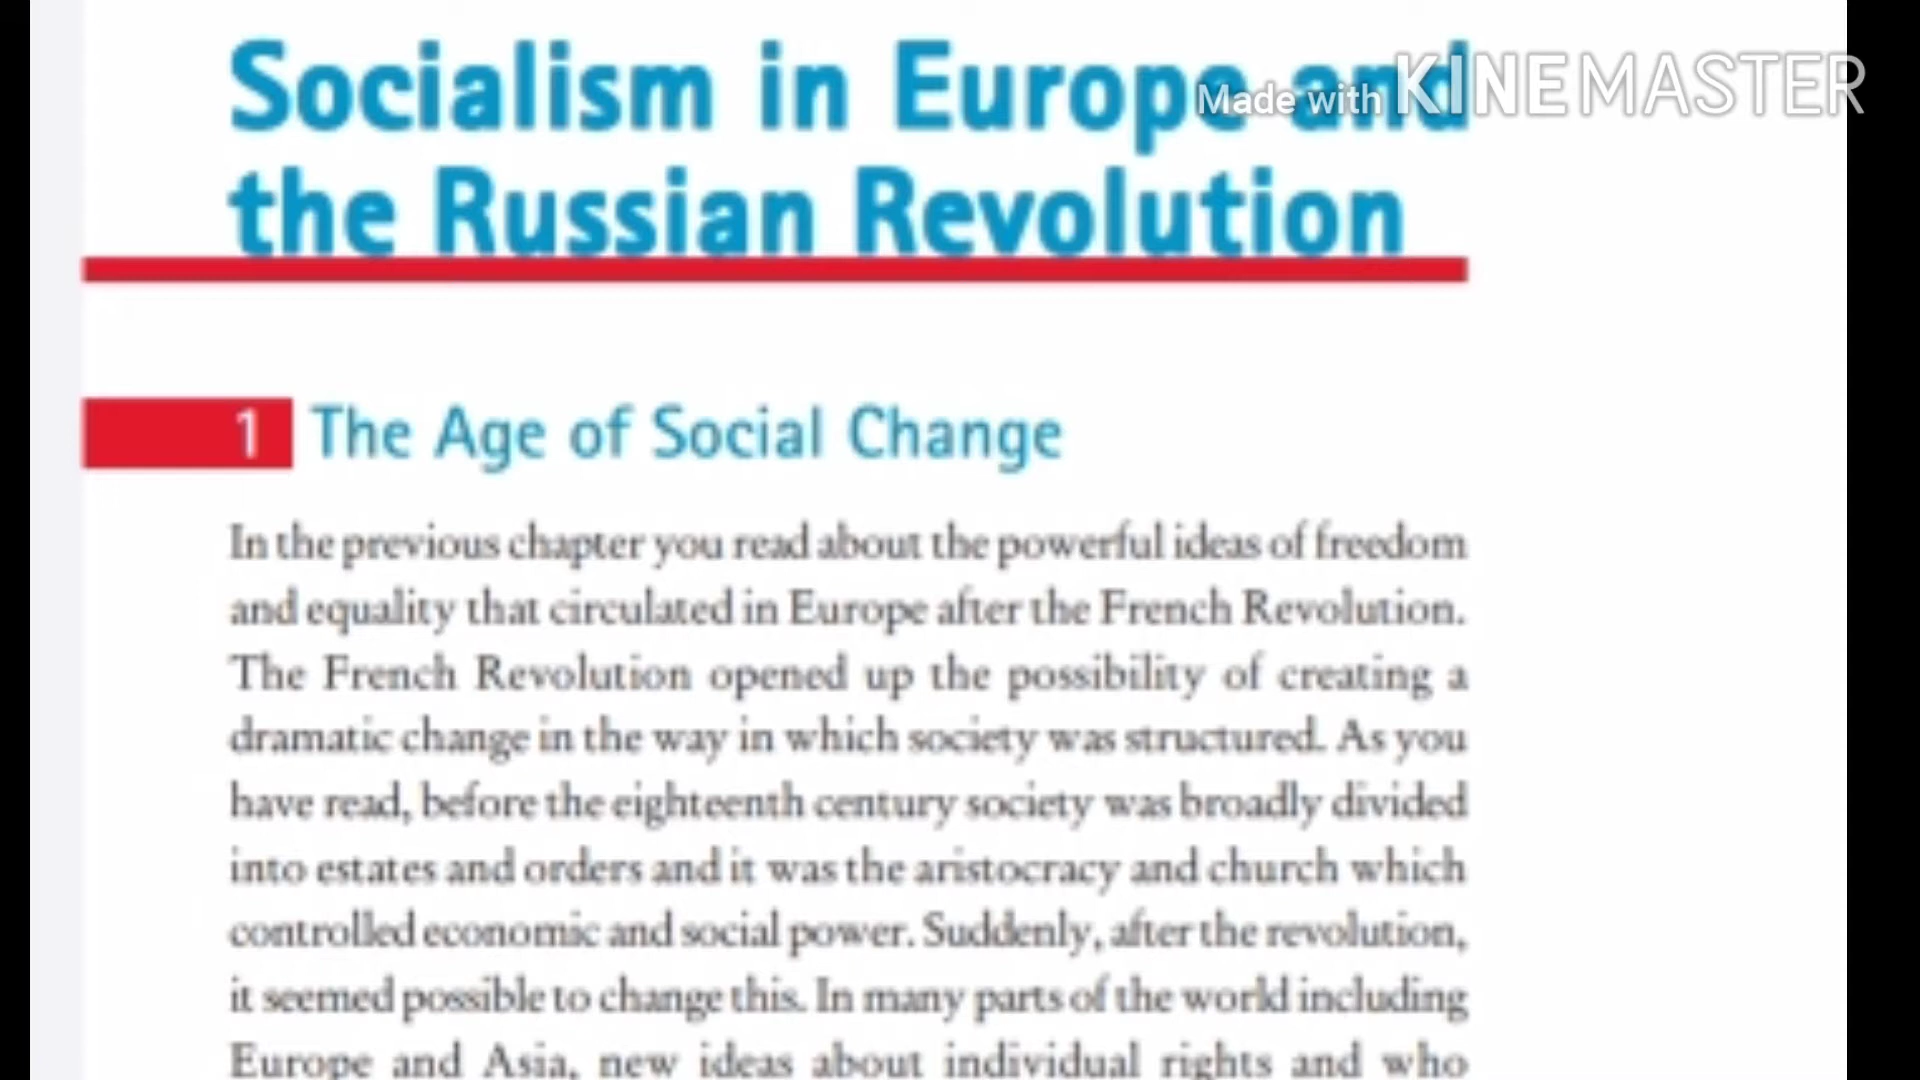 Socialism in Europe and
Made with KINEMASTER
the Russian Revolution
1 The Age of Social Change
In the previous chapter you read about the powerful ideas of freedom
and equality that circulated in Europe after the French Revolution.
The French Revolution opened up the possibility of creating a
dramatic change in the way in which society was structured. As you
have read, before the eighteenth century society was broadly divided
into estates and orders and it was the aristocracy and church which
controlled economic and social power. Suddenly, after the revolution,
it seemed possible to change this. In many parts of the world including
Europe and Asia, new ideas about individual rights and who